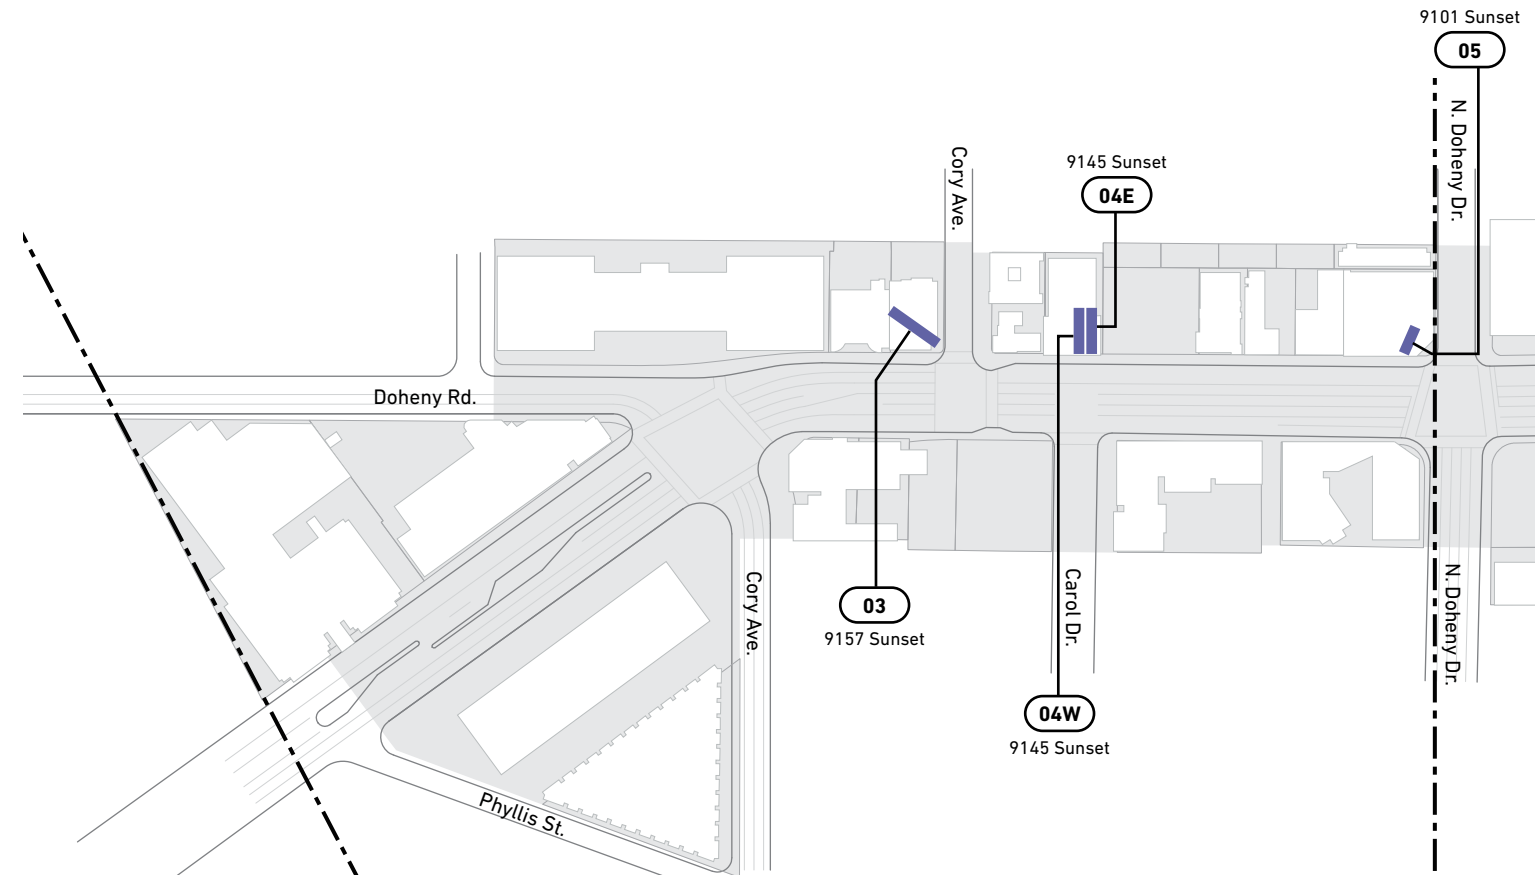 9101 Sunset
05
N. Doheny Dr.
Cory Ave.
9145 Sunset
04E
Doheny Rd.
03
9157 Sunset
Cory Ave.
Carol Dr.
N. Doheny Dr.
04W
9145 Sunset
Phyllis St.